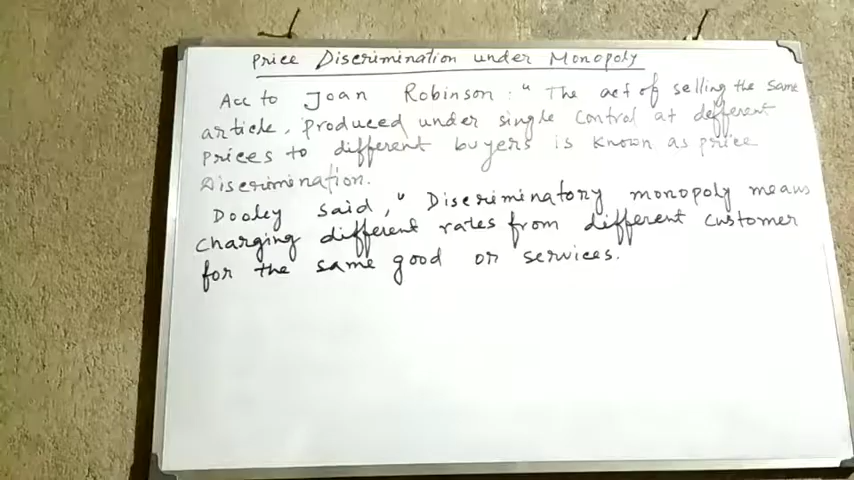 Price Discrimination under Monopoly
Acc to Joan Robinson : " The act of selling the same
article, produced under single control at different
prices to different buyers is known as price
Discrimination.
Dooley said, " Discriminatory monopoly means
charging different rates from different customer
for the same good or services.